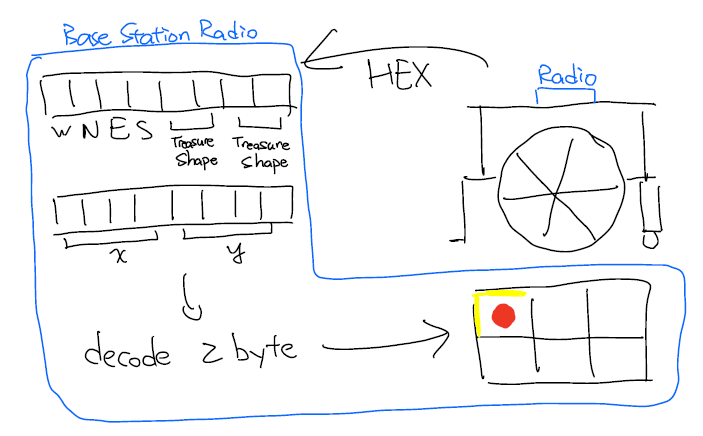 Base Station Radio
HEX
Radio
W N E S
Treasure Shape
Treasure Shape
x
y
decode 2 byte